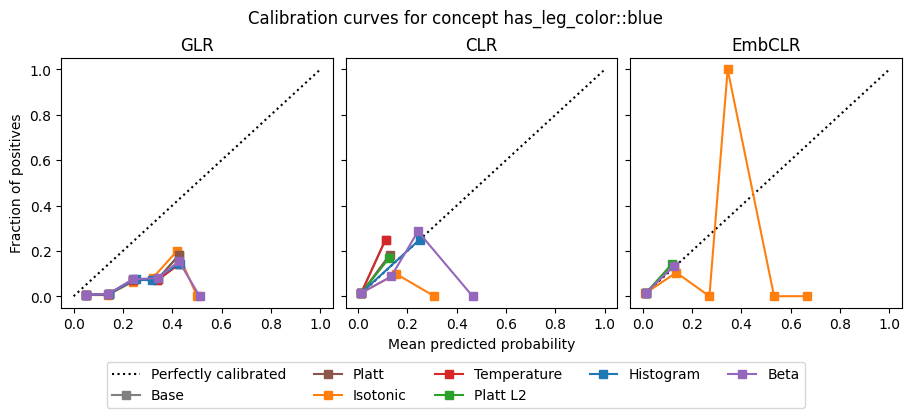 Calibration curves for concept has_leg_color::blue
GLR
CLR
EmbCLR
Fraction of positives
1.0
0.8
0.6
0.4
0.2
0.0
0.0 0.2 0.4 0.6 0.8 1.0
0.0 0.2 0.4 0.6 0.8 1.0
0.0 0.2 0.4 0.6 0.8 1.0
Mean predicted probability
Perfectly calibrated Platt Temperature Histogram Beta
Base Isotonic Platt L2